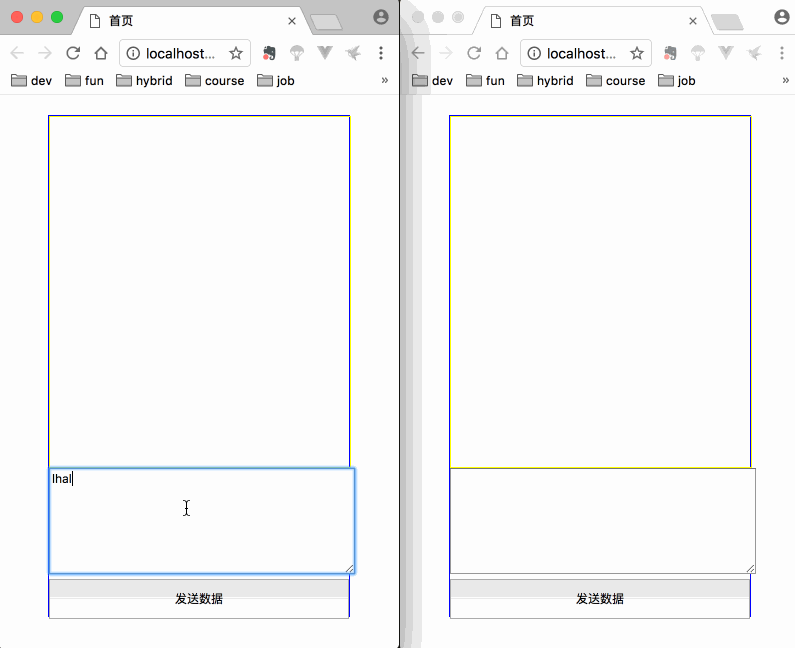 首页
localhost...
dev
fun
hybrid
course
job
»
lhal
发送数据
首页
localhost...
dev
fun
hybrid
course
job
»
发送数据